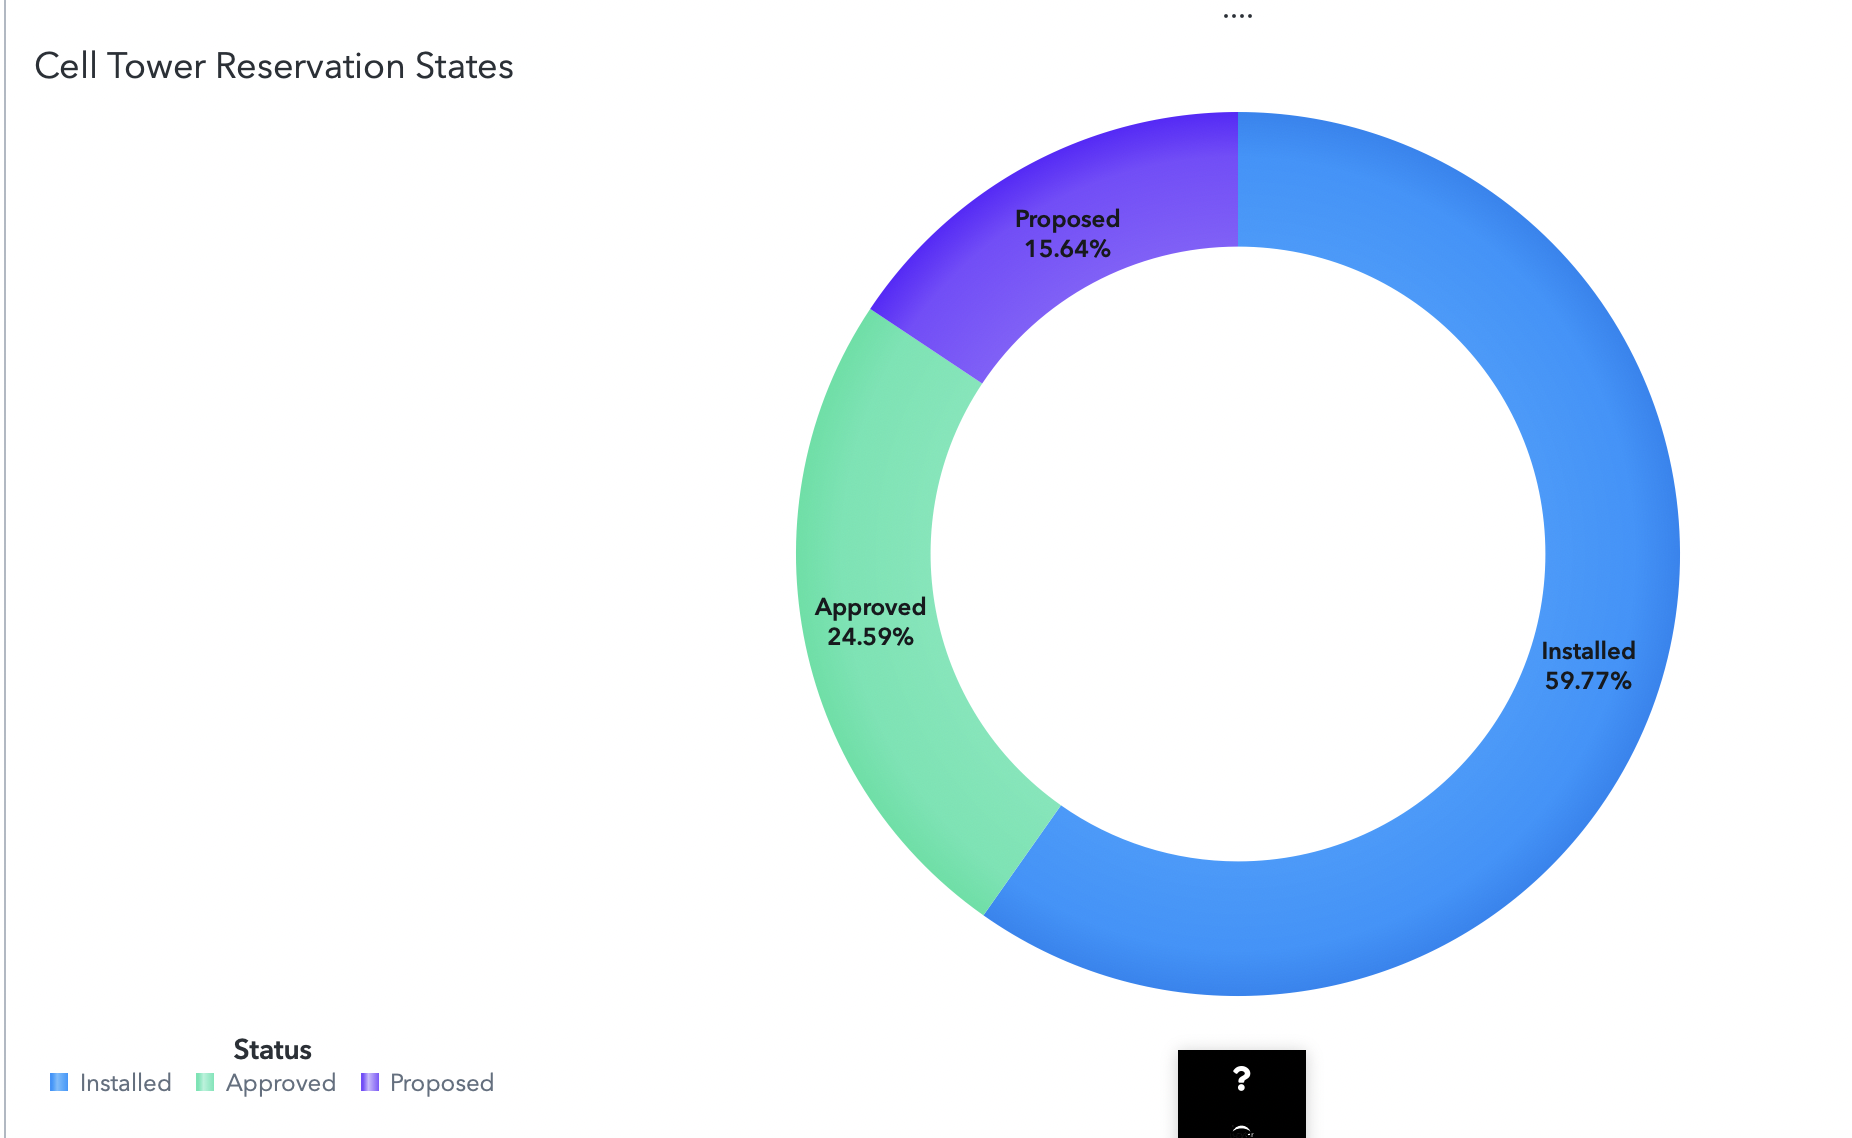 Cell Tower Reservation States
Proposed
15.64%
Approved
24.59%
Installed
59.77%
Status
Installed
Approved
Proposed
?